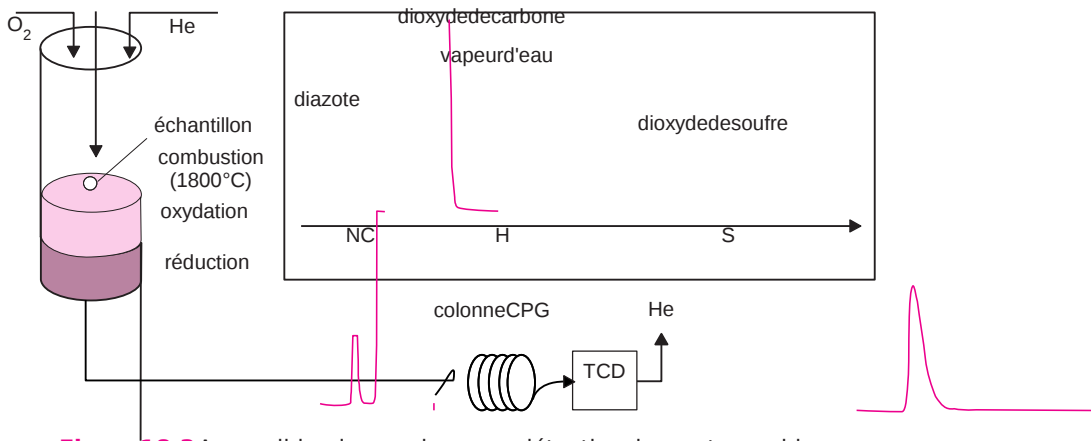 O2
He
échantillon
combustion
(1800°C)
oxydation
réduction
dioxydedecarbone
vapeurd'eau
diazote
dioxydedesoufre
NC
H
S
colonneCPG
He
TCD